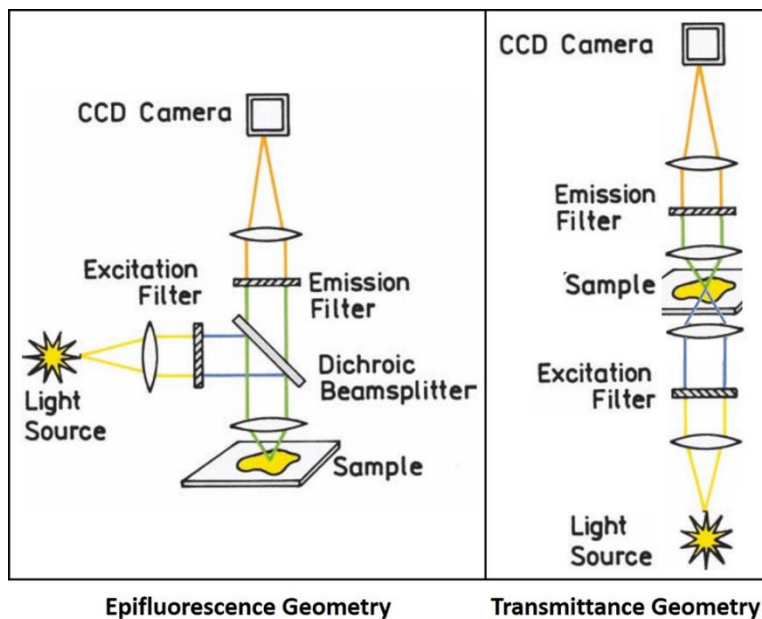 CCD Camera
Excitation
Filter
Emission
Filter
Dichroic
Beamsplitter
Light
Source
Sample
CCD Camera
Emission
Filter
Sample
Excitation
Filter
Light
Source
Epifluorescence Geometry
Transmittance Geometry